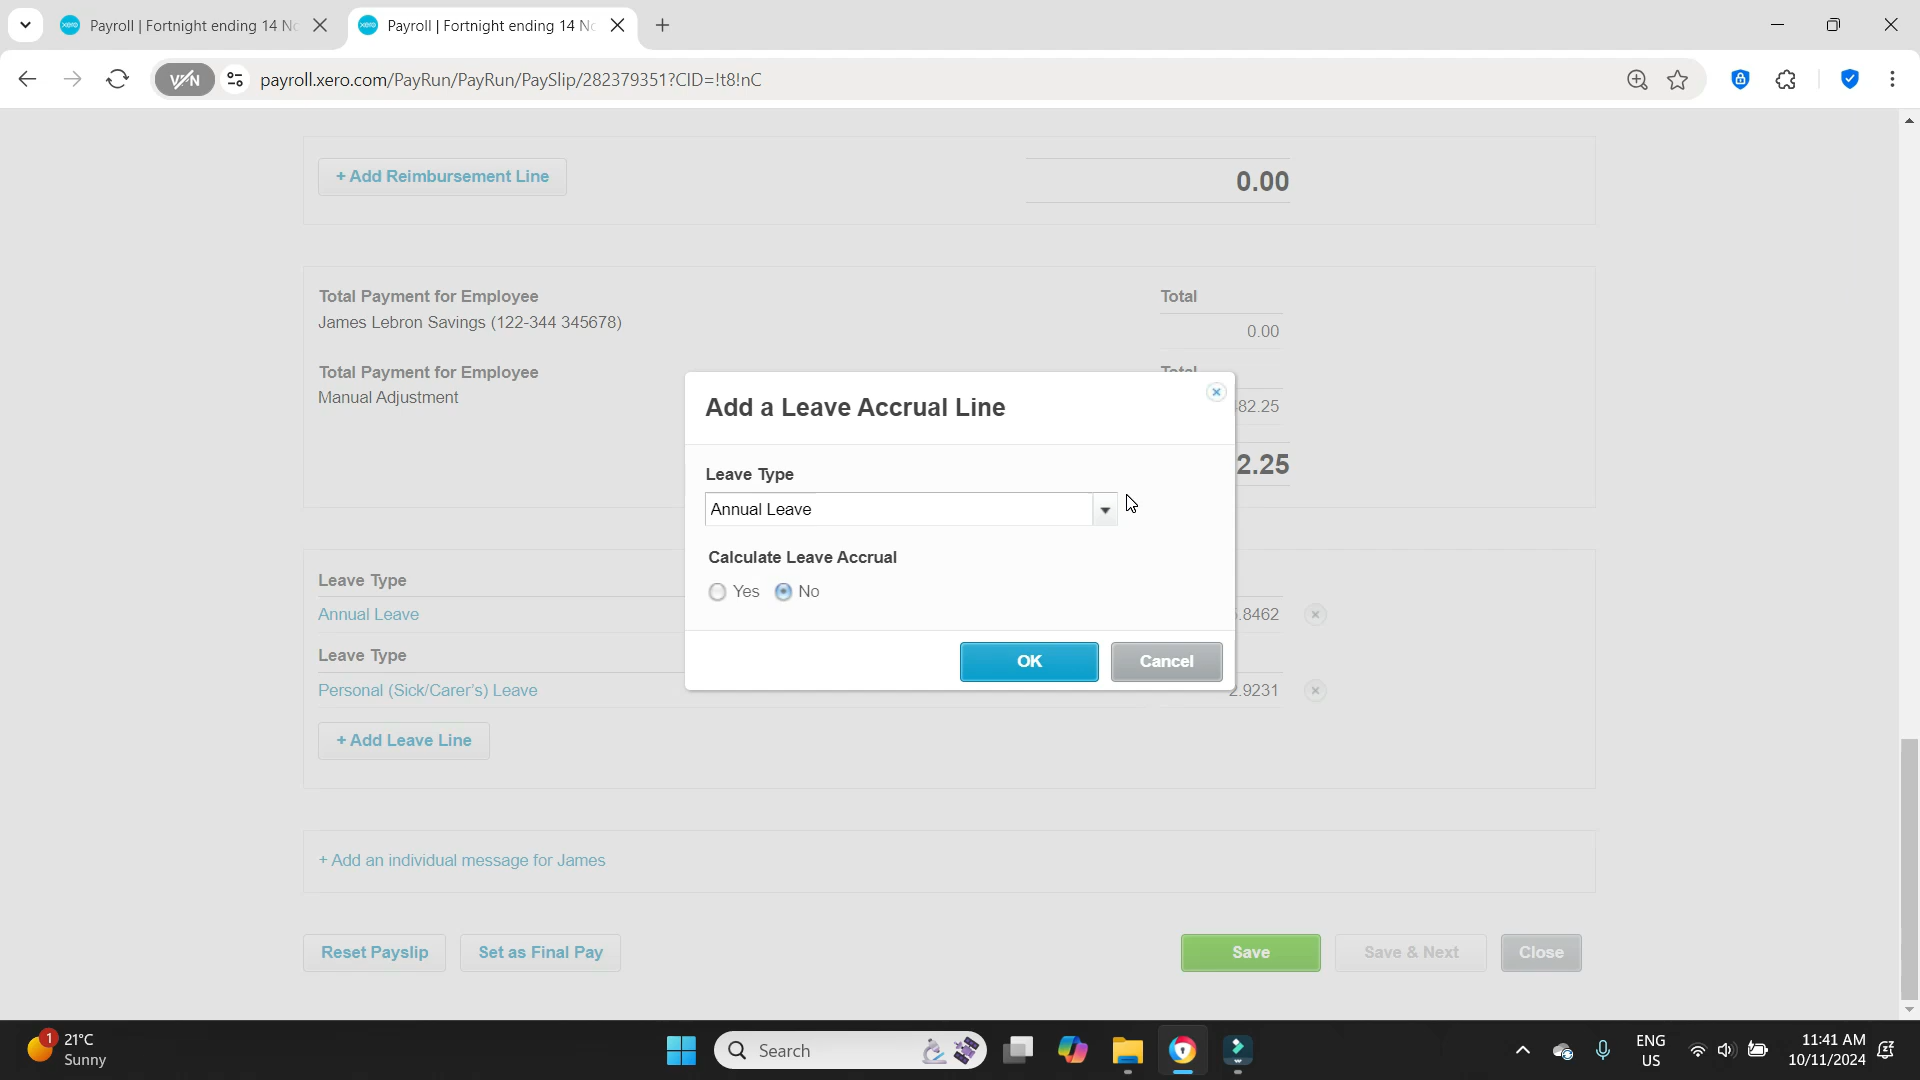 Payroll | Fortnight ending 14 No
Payroll | Fortnight ending 14 No
VPN
payroll.xero.com/PayRun/PayRun/PaySlip/282379351?CID=!t8!nC
+ Add Reimbursement Line
0.00
Total Payment for Employee
Total
James Lebron Savings (122-344 345678)
0.00
Total Payment for Employee
Total
Manual Adjustment
82.25
2.25
Add a Leave Accrual Line
Leave Type
Annual Leave
Calculate Leave Accrual
Yes No
OK Cancel
Leave Type
Annual Leave
.8462
Leave Type
Personal (Sick/Carer's) Leave
2.9231
+ Add Leave Line
+ Add an individual message for James
Reset Payslip Set as Final Pay Save Save & Next Close
1
21°C
Sunny
Search
ENG
US
11:41 AM
10/11/2024